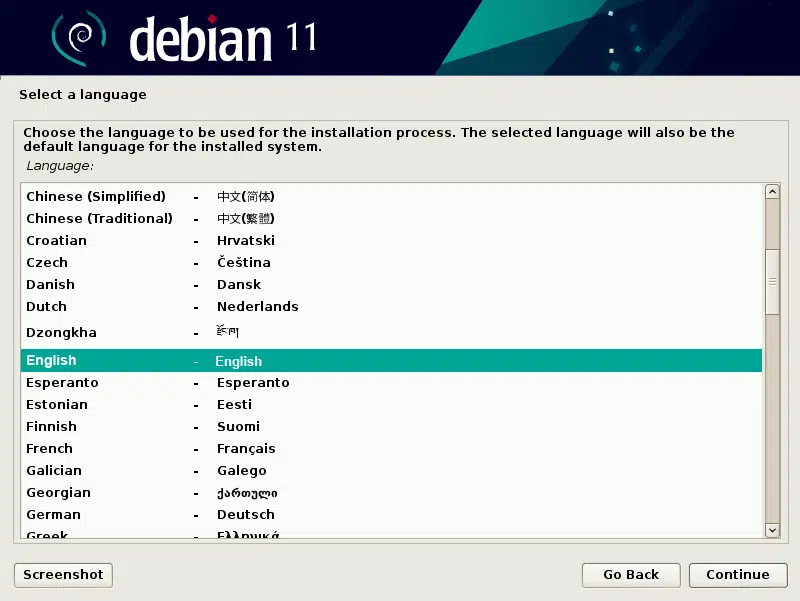 debian 11
Select a language
Choose the language to be used for the installation process. The selected language will also be the
default language for the installed system.
Language:
Chinese (Simplified) - 中文(简体)
Chinese (Traditional) - 中文(繁體)
Croatian - Hrvatski
Czech - Čeština
Danish - Dansk
Dutch - Nederlands
Dzongkha - རྫོང་ཁ།
English - English
Esperanto - Esperanto
Estonian - Eesti
Finnish - Suomi
French - Français
Galician - Galego
Georgian - ქართული
German - Deutsch
Greek - Ελληνικά
Screenshot Go Back Continue